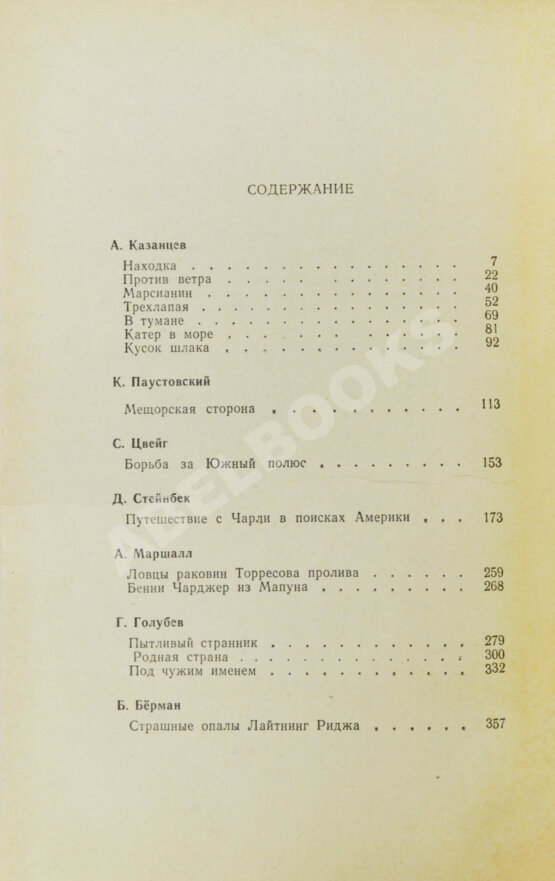 СОДЕРЖАНИЕ
А. Казанцев
Находка . . . . . . . . . . . . . . . . 7
Против ветра . . . . . . . . . . . . . . 22
Марсианин . . . . . . . . . . . . . . . 40
Трехлапая . . . . . . . . . . . . . . . 52
В тумане . . . . . . . . . . . . . . . . 69
Катер в море . . . . . . . . . . . . . . 81
Кусок шлака . . . . . . . . . . . . . . 92
К. Паустовский
Мещорская сторона . . . . . . . . . . . 113
С. Цвейг
Борьба за Южный полюс . . . . . . . . 153
Д. Стейнбек
Путешествие с Чарли в поисках Америки . . . 173
А. Маршалл
Ловцы раковин Торресова пролива . . . . . . 259
Бенни Чарджер из Мапуна . . . . . . . . 268
Г. Голубев
Пытливый странник . . . . . . . . . . . 279
Родная страна . . . . . . . . . . . . . 300
Под чужим именем . . . . . . . . . . . 332
Б. Бёрман
Страшные опалы Лайтнинг Риджа . . . . . . 357
ABELBOOKS